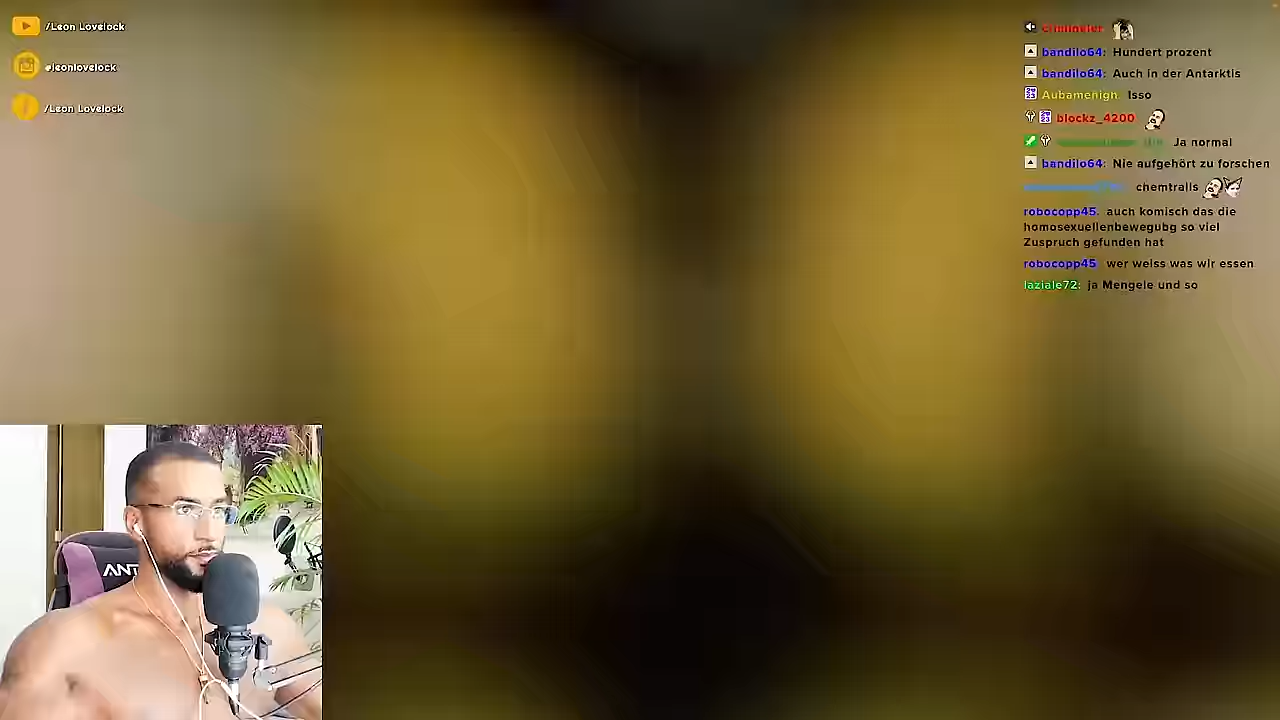 /Leon Lovelock
@leonlovelock
/Leon Lovelock
Crimineler
bandilo64: Hundert prozent
bandilo64: Auch in der Antarktis
Aubameñign: Isso
blockz_4200
Ja normal
bandilo64: Nie aufgehört zu forschen
chemtrails
robocopp45: auch komisch das die
homosexuellenbewegubg so viel
Zuspruch gefunden hat
robocopp45: wer weiss was wir essen
laziale72: ja Mengele und so
ANT